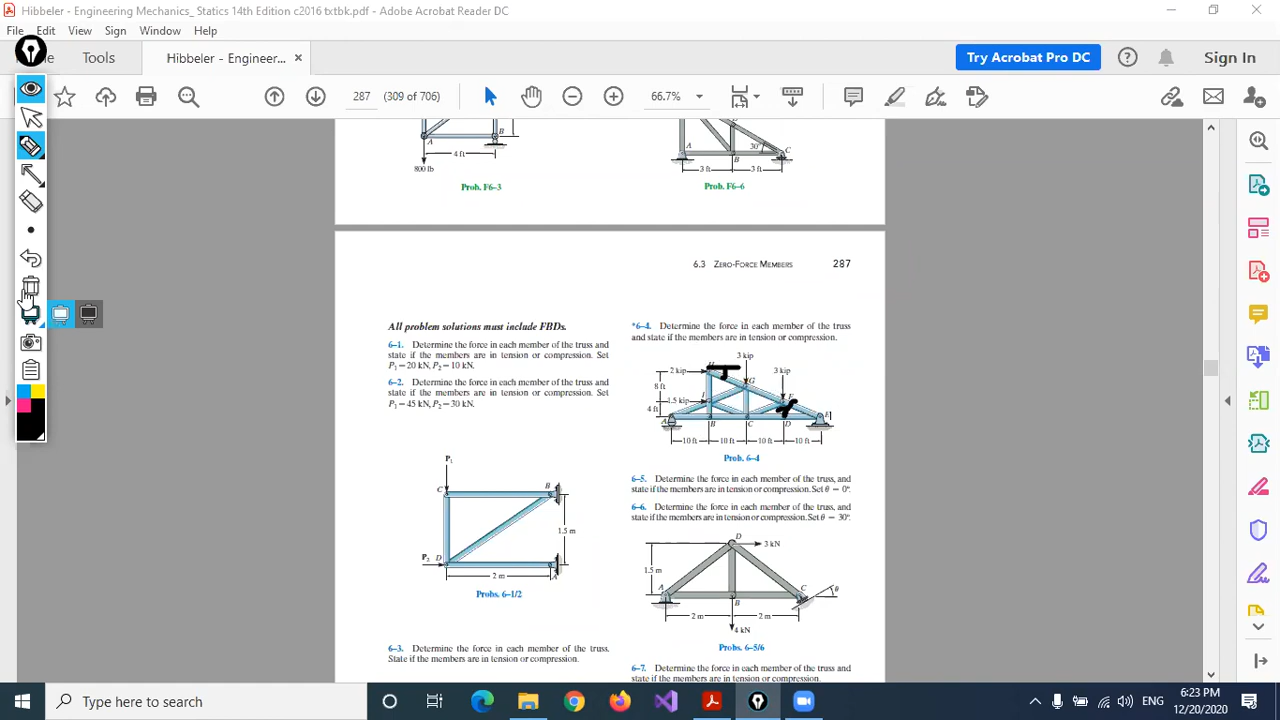 Hibbeler - Engineering Mechanics_ Statics 14th Edition c2016 txtbk.pdf - Adobe Acrobat Reader DC
File Edit View Sign Window Help
Tools
Hibbeler - Engineer... ×
Try Acrobat Pro DC
Sign In
287 (309 of 706)
66.7%
A
B
4 ft
800 lb
Prob. F6–3
A
B
C
30°
3 ft
3 ft
Prob. F6–6
6.3 Zero-Force Members 287
All problem solutions must include FBDs.
6–1. Determine the force in each member of the truss and
state if the members are in tension or compression. Set
P1 = 20 kN, P2 = 10 kN.
6–2. Determine the force in each member of the truss and
state if the members are in tension or compression. Set
P1 = 45 kN, P2 = 30 kN.
P1
C
B
1.5 m
P2
D
A
2 m
Probs. 6–1/2
6–3. Determine the force in each member of the truss.
State if the members are in tension or compression.
*6–4. Determine the force in each member of the truss
and state if the members are in tension or compression.
3 kip
2 kip
H
G
3 kip
8 ft
1.5 kip
I
F
4 ft
A
B
C
D
E
10 ft
10 ft
10 ft
10 ft
Prob. 6–4
6–5. Determine the force in each member of the truss, and
state if the members are in tension or compression. Set θ = 0°.
6–6. Determine the force in each member of the truss, and
state if the members are in tension or compression. Set θ = 30°.
D
3 kN
1.5 m
A
C
θ
B
2 m
2 m
4 kN
Probs. 6–5/6
6–7. Determine the force in each member of the truss and
state if the members are in tension or compression.
Type here to search
ENG
6:23 PM
12/20/2020